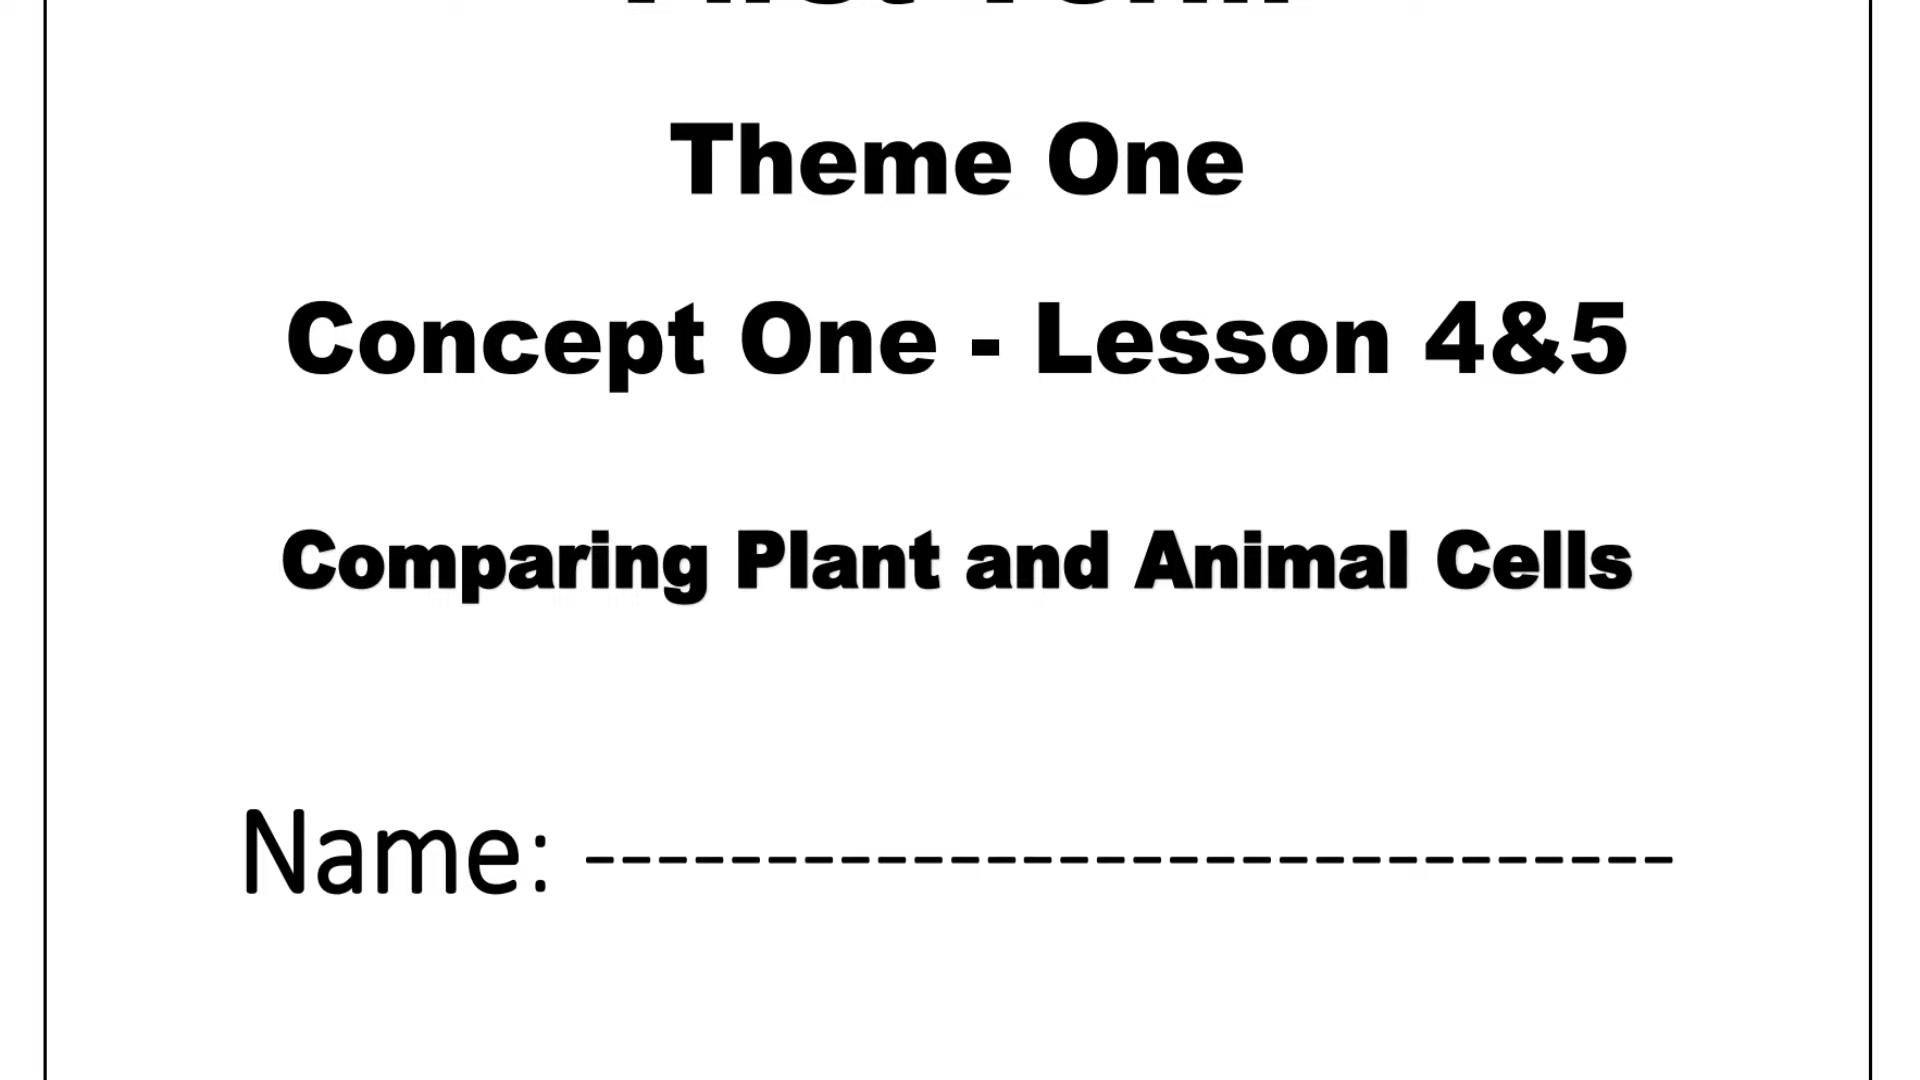 Theme One
Concept One - Lesson 4&5
Comparing Plant and Animal Cells
Name: ------------------------------